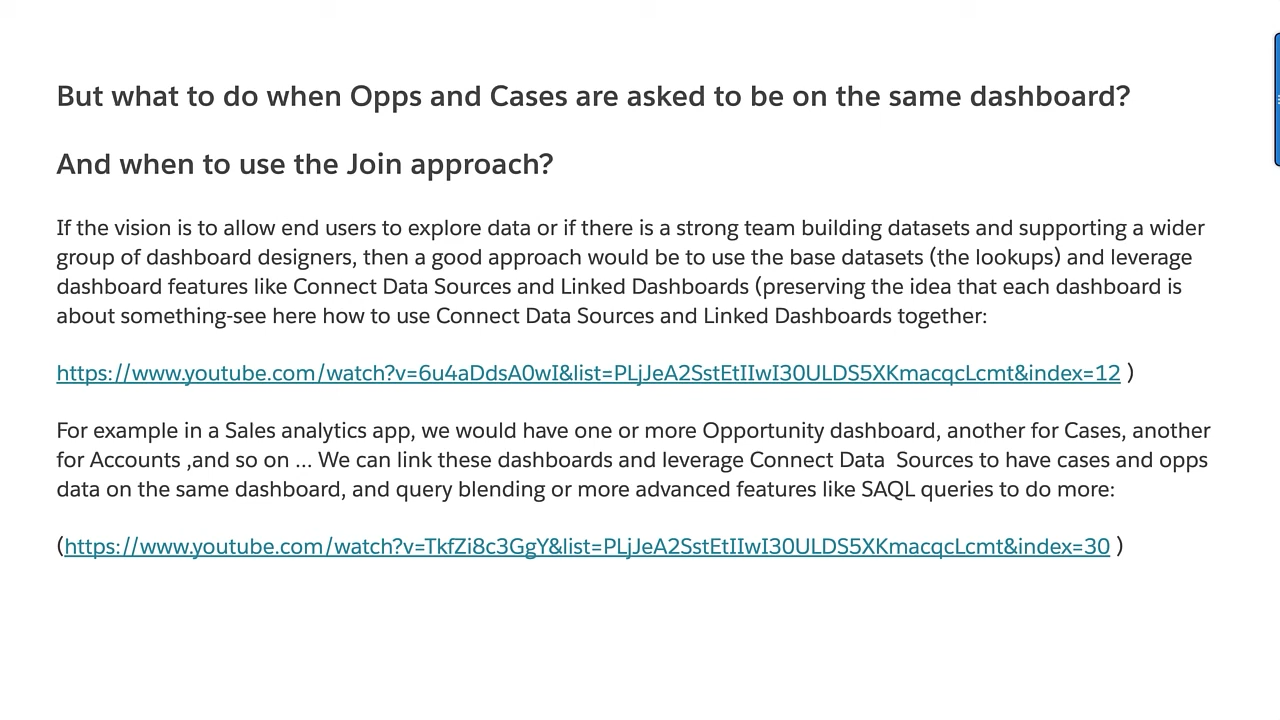 But what to do when Opps and Cases are asked to be on the same dashboard?
And when to use the Join approach?
If the vision is to allow end users to explore data or if there is a strong team building datasets and supporting a wider
group of dashboard designers, then a good approach would be to use the base datasets (the lookups) and leverage
dashboard features like Connect Data Sources and Linked Dashboards (preserving the idea that each dashboard is
about something-see here how to use Connect Data Sources and Linked Dashboards together:
https://www.youtube.com/watch?v=6u4aDdsA0wI&list=PLjJeA2SstEtIIwI30ULDS5XKmacqcLcmt&index=12 )
For example in a Sales analytics app, we would have one or more Opportunity dashboard, another for Cases, another
for Accounts ,and so on ... We can link these dashboards and leverage Connect Data  Sources to have cases and opps
data on the same dashboard, and query blending or more advanced features like SAQL queries to do more:
(https://www.youtube.com/watch?v=TkfZi8c3GgY&list=PLjJeA2SstEtIIwI30ULDS5XKmacqcLcmt&index=30 )